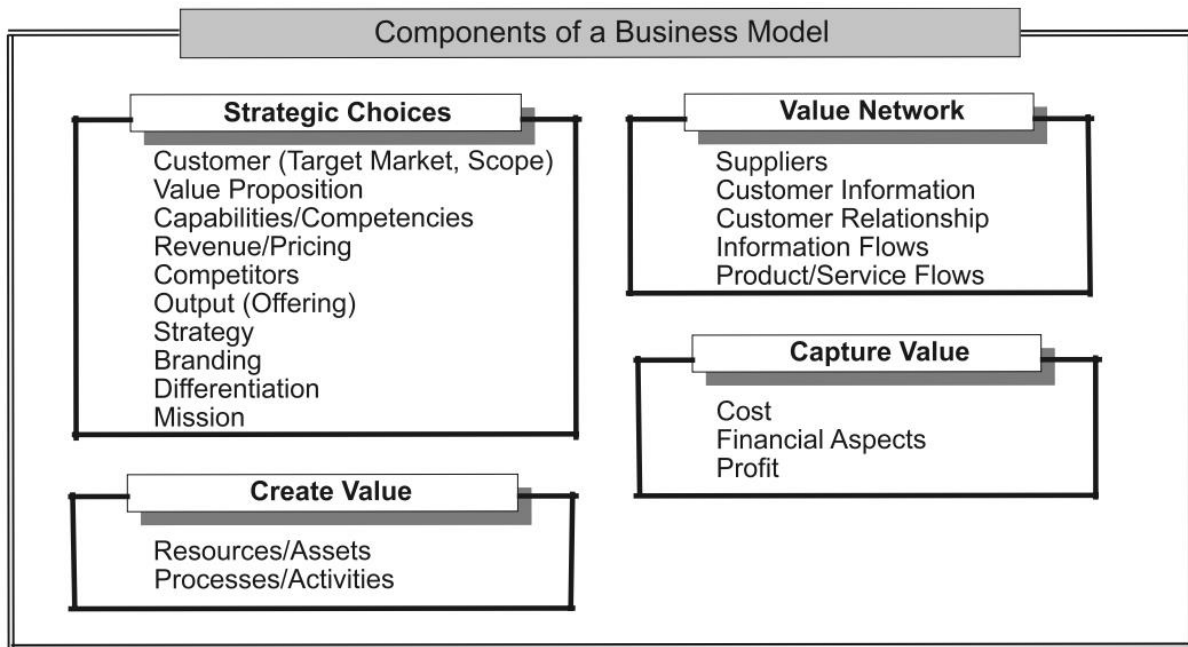 Components of a Business Model
Strategic Choices
Customer (Target Market, Scope)
Value Proposition
Capabilities/Competencies
Revenue/Pricing
Competitors
Output (Offering)
Strategy
Branding
Differentiation
Mission
Create Value
Resources/Assets
Processes/Activities
Value Network
Suppliers
Customer Information
Customer Relationship
Information Flows
Product/Service Flows
Capture Value
Cost
Financial Aspects
Profit